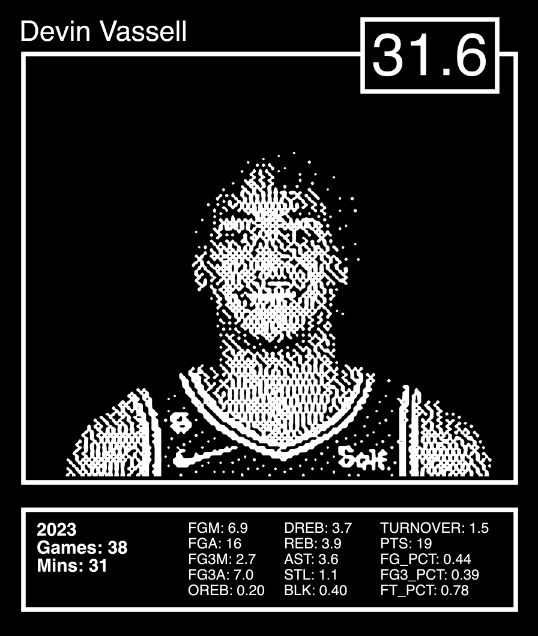 Devin Vassell
31.6
Self
2023
Games: 38
Mins: 31
FGM: 6.9
FGA: 16
FG3M: 2.7
FG3A: 7.0
OREB: 0.20
DREB: 3.7
REB: 3.9
AST: 3.6
STL: 1.1
BLK: 0.40
TURNOVER: 1.5
PTS: 19
FG_PCT: 0.44
FG3_PCT: 0.39
FT_PCT: 0.78